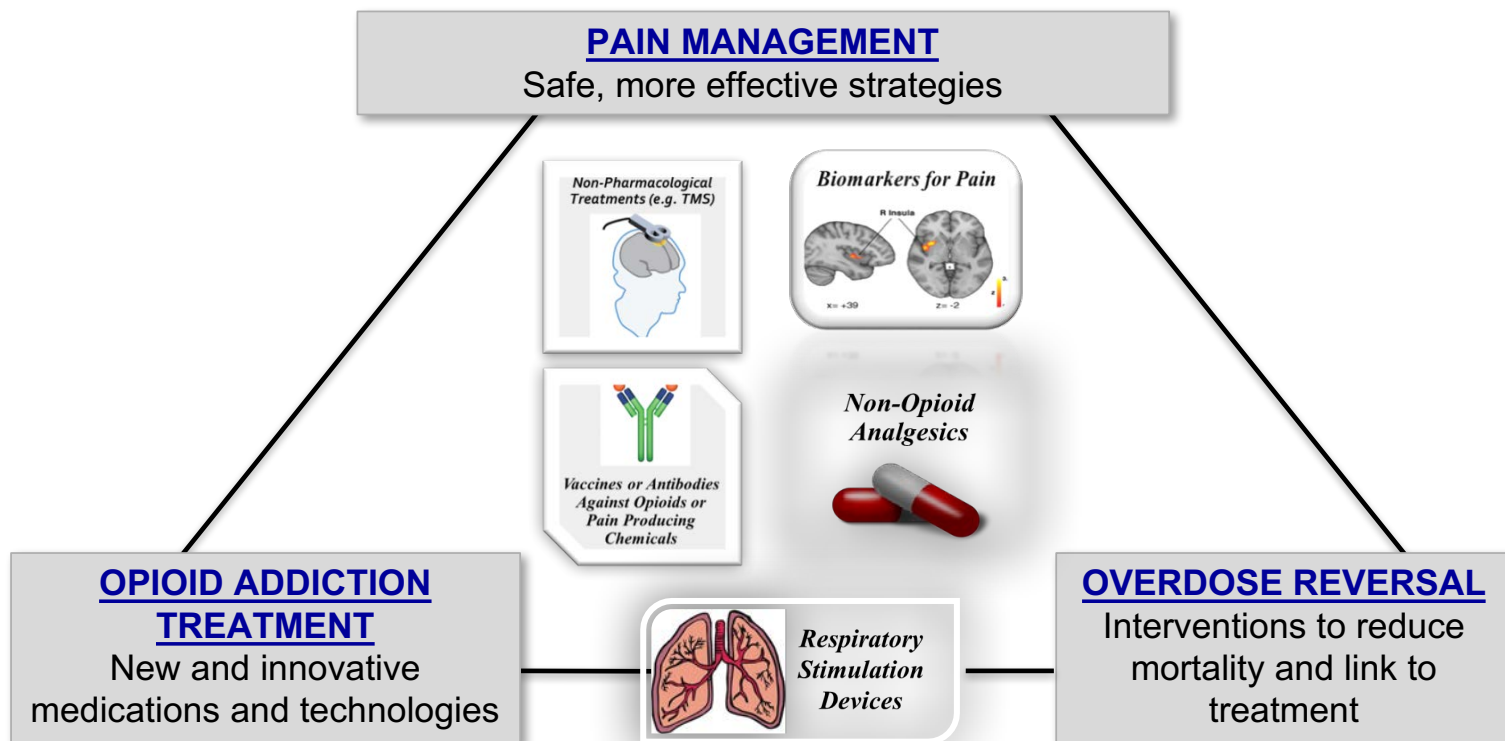 PAIN MANAGEMENT
Safe, more effective strategies
Non-Pharmacological
Treatments (e.g. TMS)
Biomarkers for Pain
R Insula
z
x= +39
z= -2
Vaccines or Antibodies
Against Opioids or
Pain Producing
Chemicals
Non-Opioid
Analgesics
OPIOID ADDICTION
TREATMENT
New and innovative
medications and technologies
Respiratory
Stimulation
Devices
OVERDOSE REVERSAL
Interventions to reduce
mortality and link to
treatment